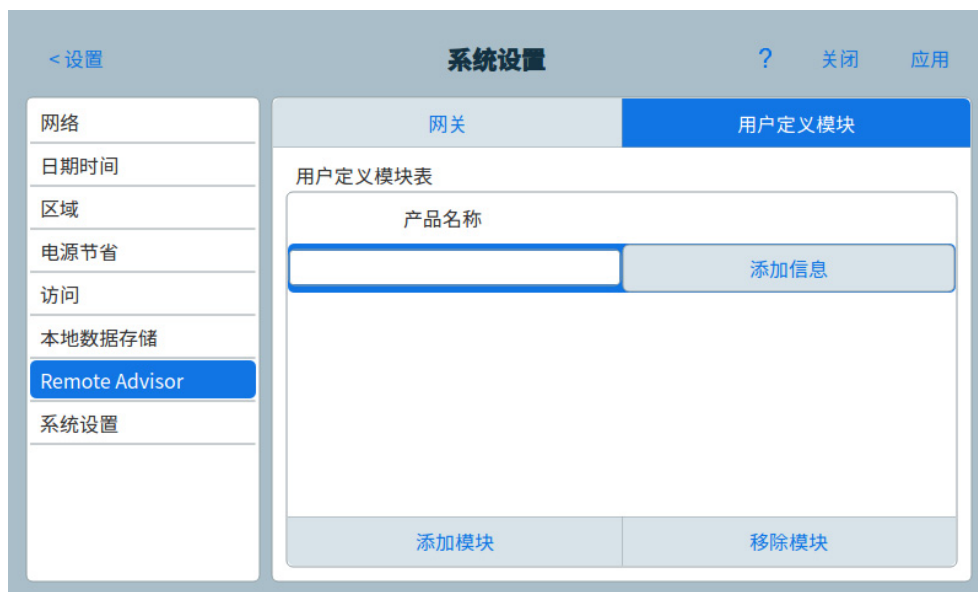 <设置
系统设置
?
关闭
应用
网络
日期时间
区域
电源节省
访问
本地数据存储
Remote Advisor
系统设置
网关
用户定义模块
用户定义模块表
产品名称
添加信息
添加模块
移除模块